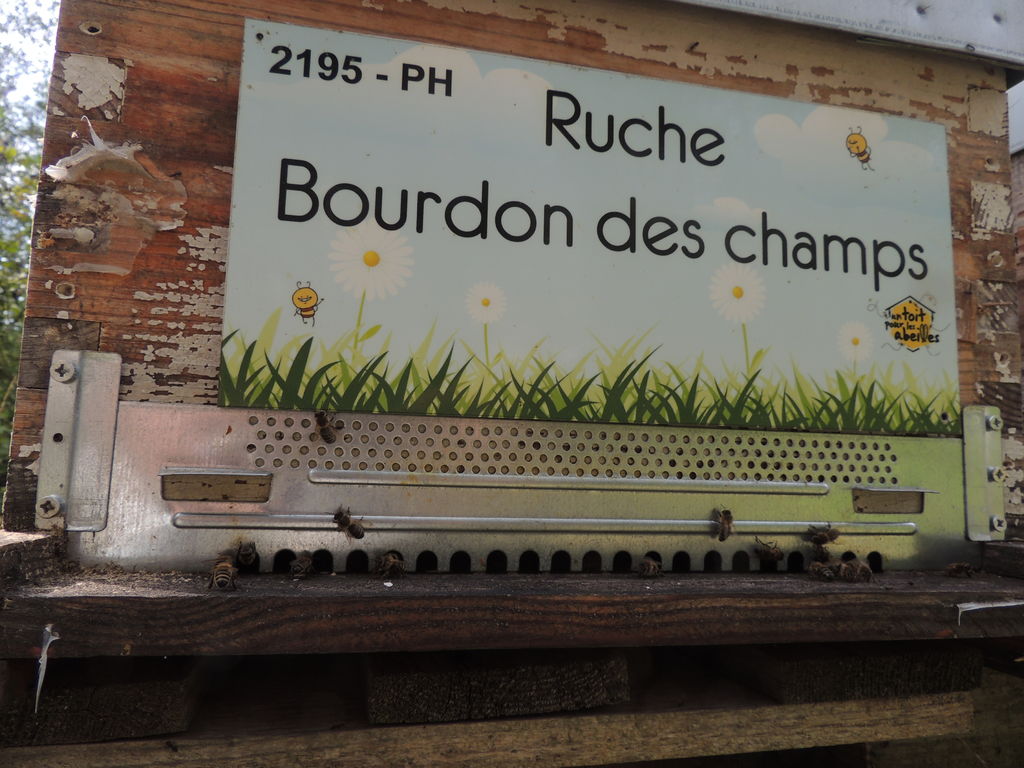 2195 - PH
Ruche
Bourdon des champs
un toit
pour les
abeilles